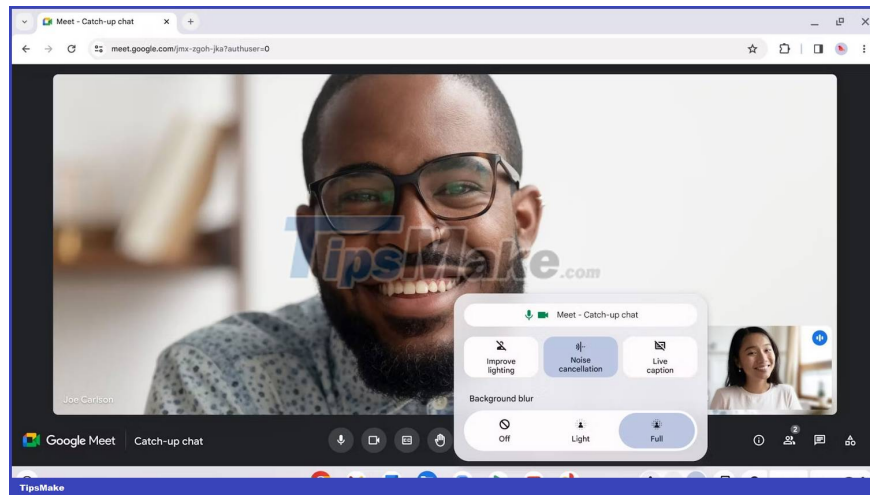 Meet - Catch-up chat
meet.google.com/jmx-zgoh-jka?authuser=0
TipsMake.com
Meet - Catch-up chat
Improve
lighting
Noise
cancellation
Live
caption
Background blur
Off
Light
Full
Joe Carlson
Google Meet
Catch-up chat
2
TipsMake